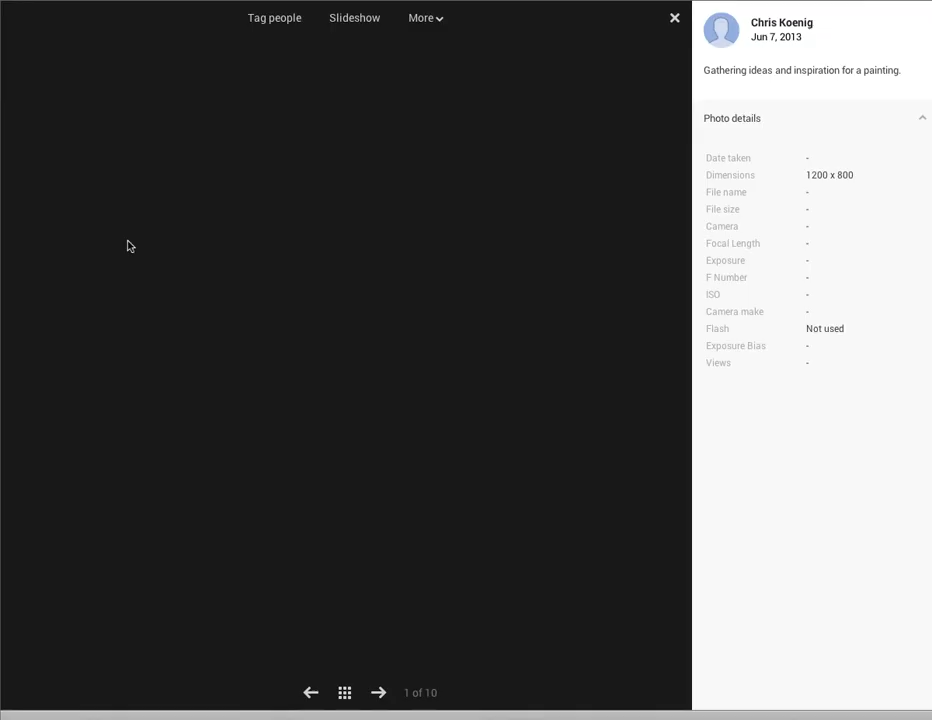 Tag people Slideshow More
Chris Koenig
Jun 7, 2013
Gathering ideas and inspiration for a painting.
Photo details
Date taken -
Dimensions 1200 x 800
File name -
File size -
Camera -
Focal Length -
Exposure -
F Number -
ISO -
Camera make -
Flash Not used
Exposure Bias -
Views -
1 of 10